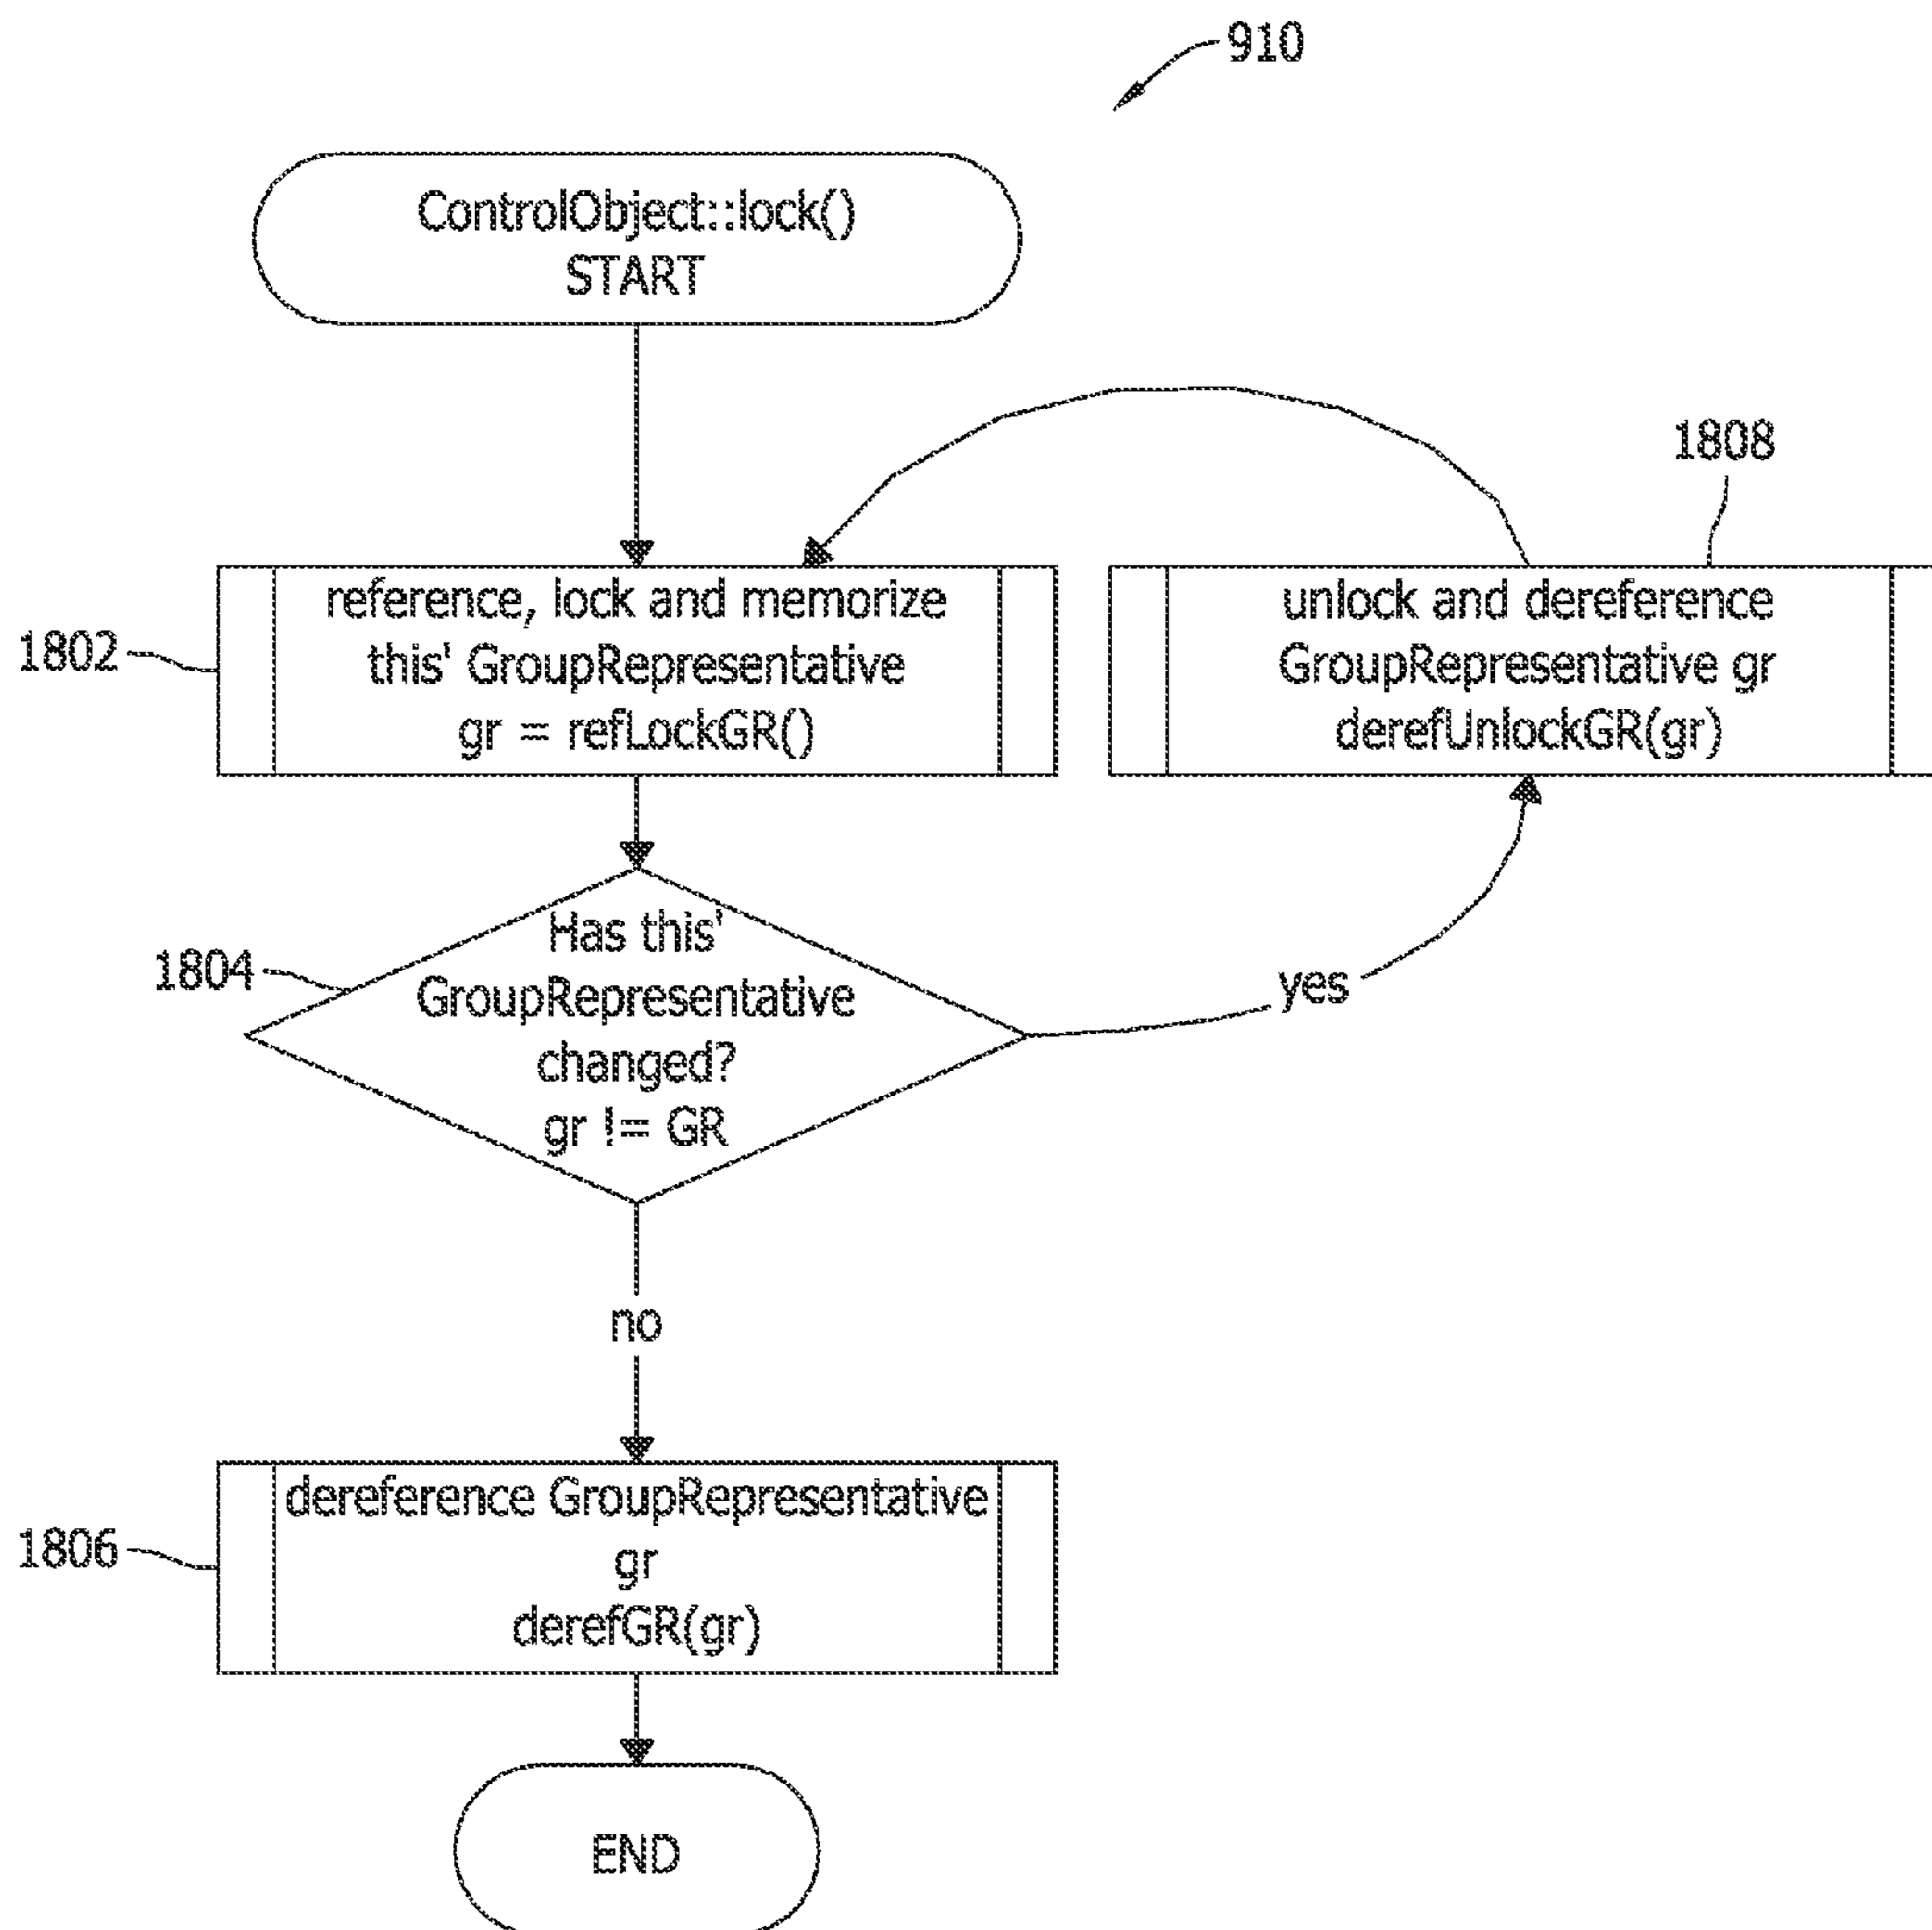 910
ControlObject::lock()
START
1808
1802
reference, lock and memorize
this' GroupRepresentative
gr = refLockGR()
unlock and dereference
GroupRepresentative gr
derefUnlockGR(gr)
1804
Has this'
GroupRepresentative
changed?
gr != GR
yes
no
1806
dereference GroupRepresentative
gr
derefGR(gr)
END